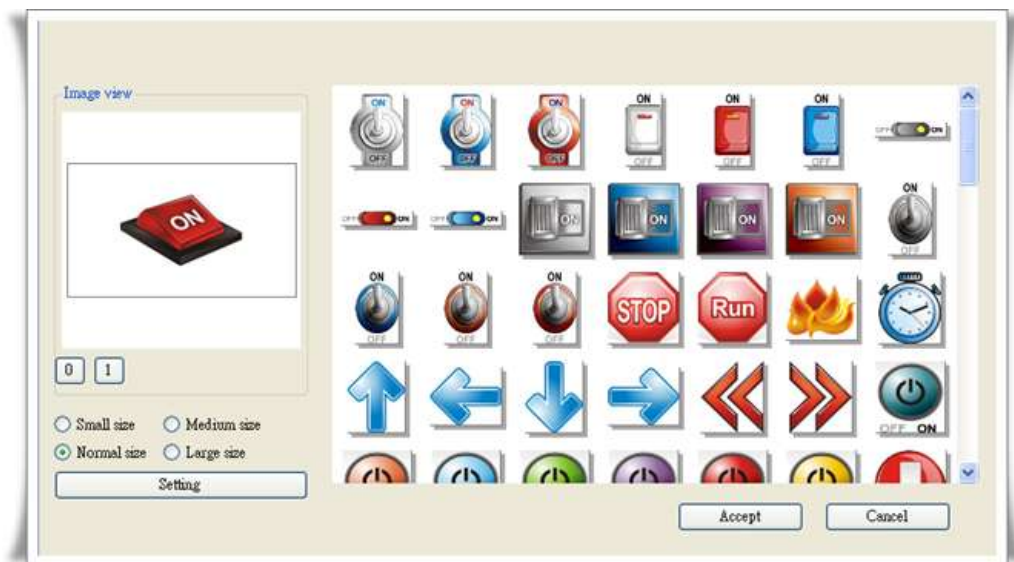 Image view
ON
0 1
Small size Medium size
Normal size Large size
Setting
ON ON ON ON ON ON
OFF OFF OFF OFF OFF OFF OFF ON
OFF ON OFF ON ON ON ON ON ON
OFF
ON ON ON STOP Run
OFF OFF OFF
OFF ON
Accept Cancel